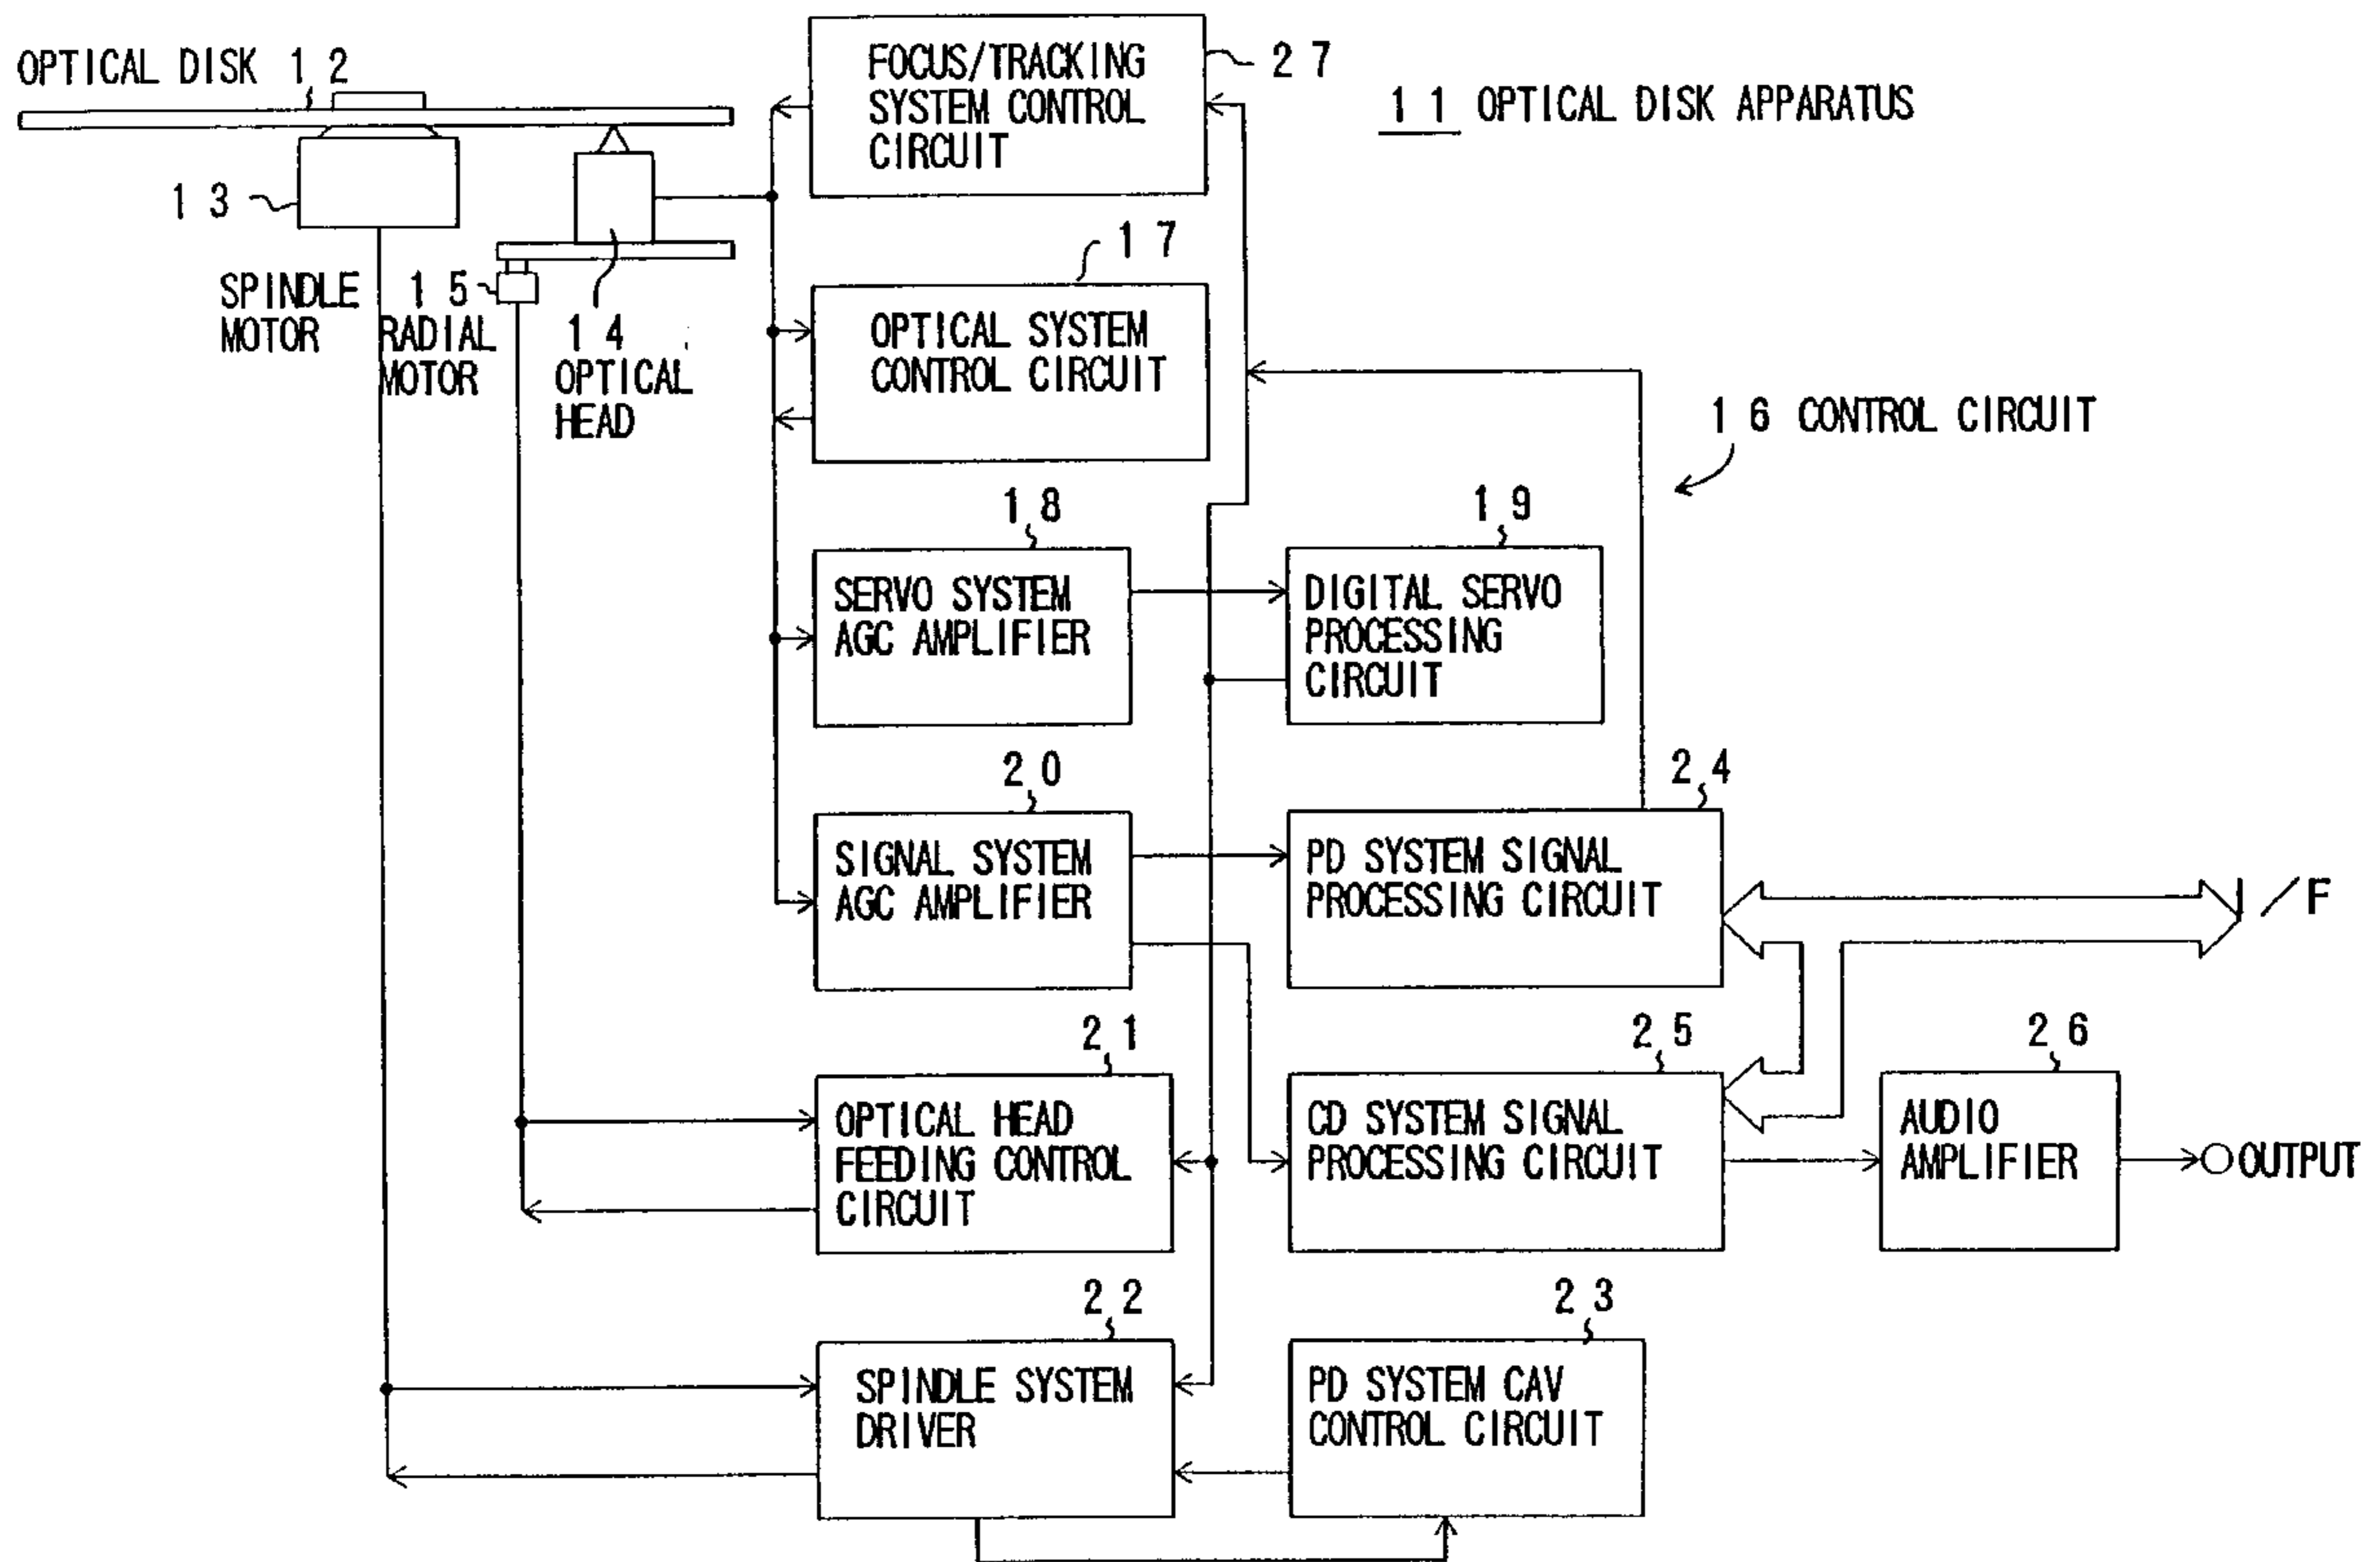 OPTICAL DISK 12
13
SPINDLE
MOTOR
15
RADIAL
MOTOR
14
OPTICAL
HEAD
FOCUS/TRACKING
SYSTEM CONTROL
CIRCUIT
27
11 OPTICAL DISK APPARATUS
17
OPTICAL SYSTEM
CONTROL CIRCUIT
16 CONTROL CIRCUIT
18
SERVO SYSTEM
AGC AMPLIFIER
19
DIGITAL SERVO
PROCESSING
CIRCUIT
20
SIGNAL SYSTEM
AGC AMPLIFIER
24
PD SYSTEM SIGNAL
PROCESSING CIRCUIT
I/F
21
OPTICAL HEAD
FEEDING CONTROL
CIRCUIT
25
CD SYSTEM SIGNAL
PROCESSING CIRCUIT
26
AUDIO
AMPLIFIER
OUTPUT
22
SPINDLE SYSTEM
DRIVER
23
PD SYSTEM CAV
CONTROL CIRCUIT